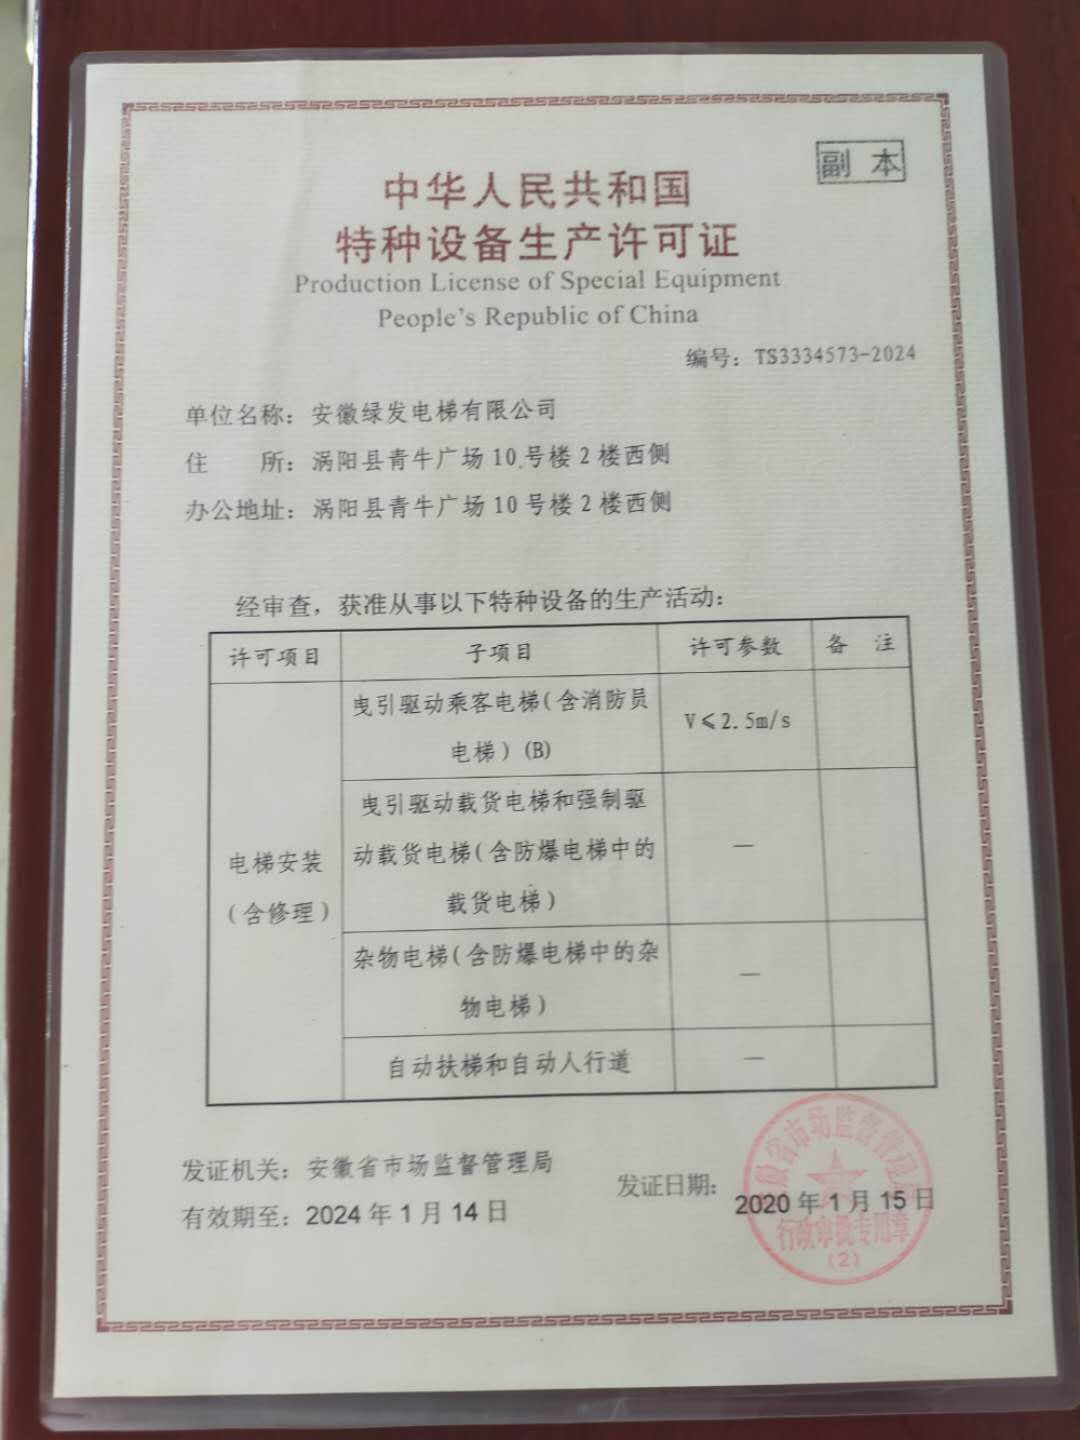 副 本
中华人民共和国
特种设备生产许可证
Production License of Special Equipment
People's Republic of China
编号：TS3334573-2024
单位名称：安徽绿发电梯有限公司
住 所：涡阳县青牛广场10号楼2楼西侧
办公地址：涡阳县青牛广场10号楼2楼西侧
经审查，获准从事以下特种设备的生产活动：
许可项目 子项目 许可参数 备 注
曳引驱动乘客电梯(含消防员
电梯)(B)
V≤2.5m/s
曳引驱动载货电梯和强制驱
动载货电梯(含防爆电梯中的
载货电梯)
—
电梯安装
(含修理)
杂物电梯(含防爆电梯中的杂
物电梯)
—
自动扶梯和自动人行道 —
发证机关：安徽省市场监督管理局
有效期至：2024年1月14日
发证日期：2020年1月15日
徽省市场监督管理局
行政审批专用章
(2)